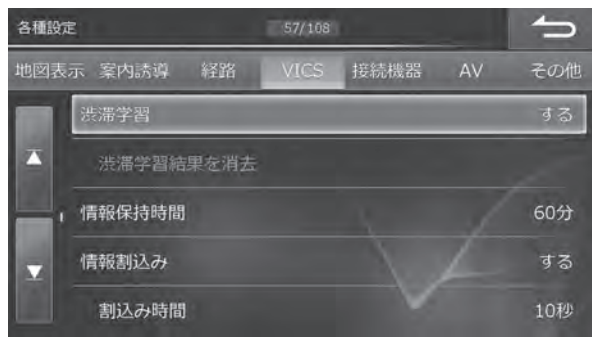 各種設定 57/108
地図表示 案内誘導 経路 VICS 接続機器 AV その他
渋滞学習 する
渋滞学習結果を消去
情報保持時間 60分
情報割込み する
割込み時間 10秒